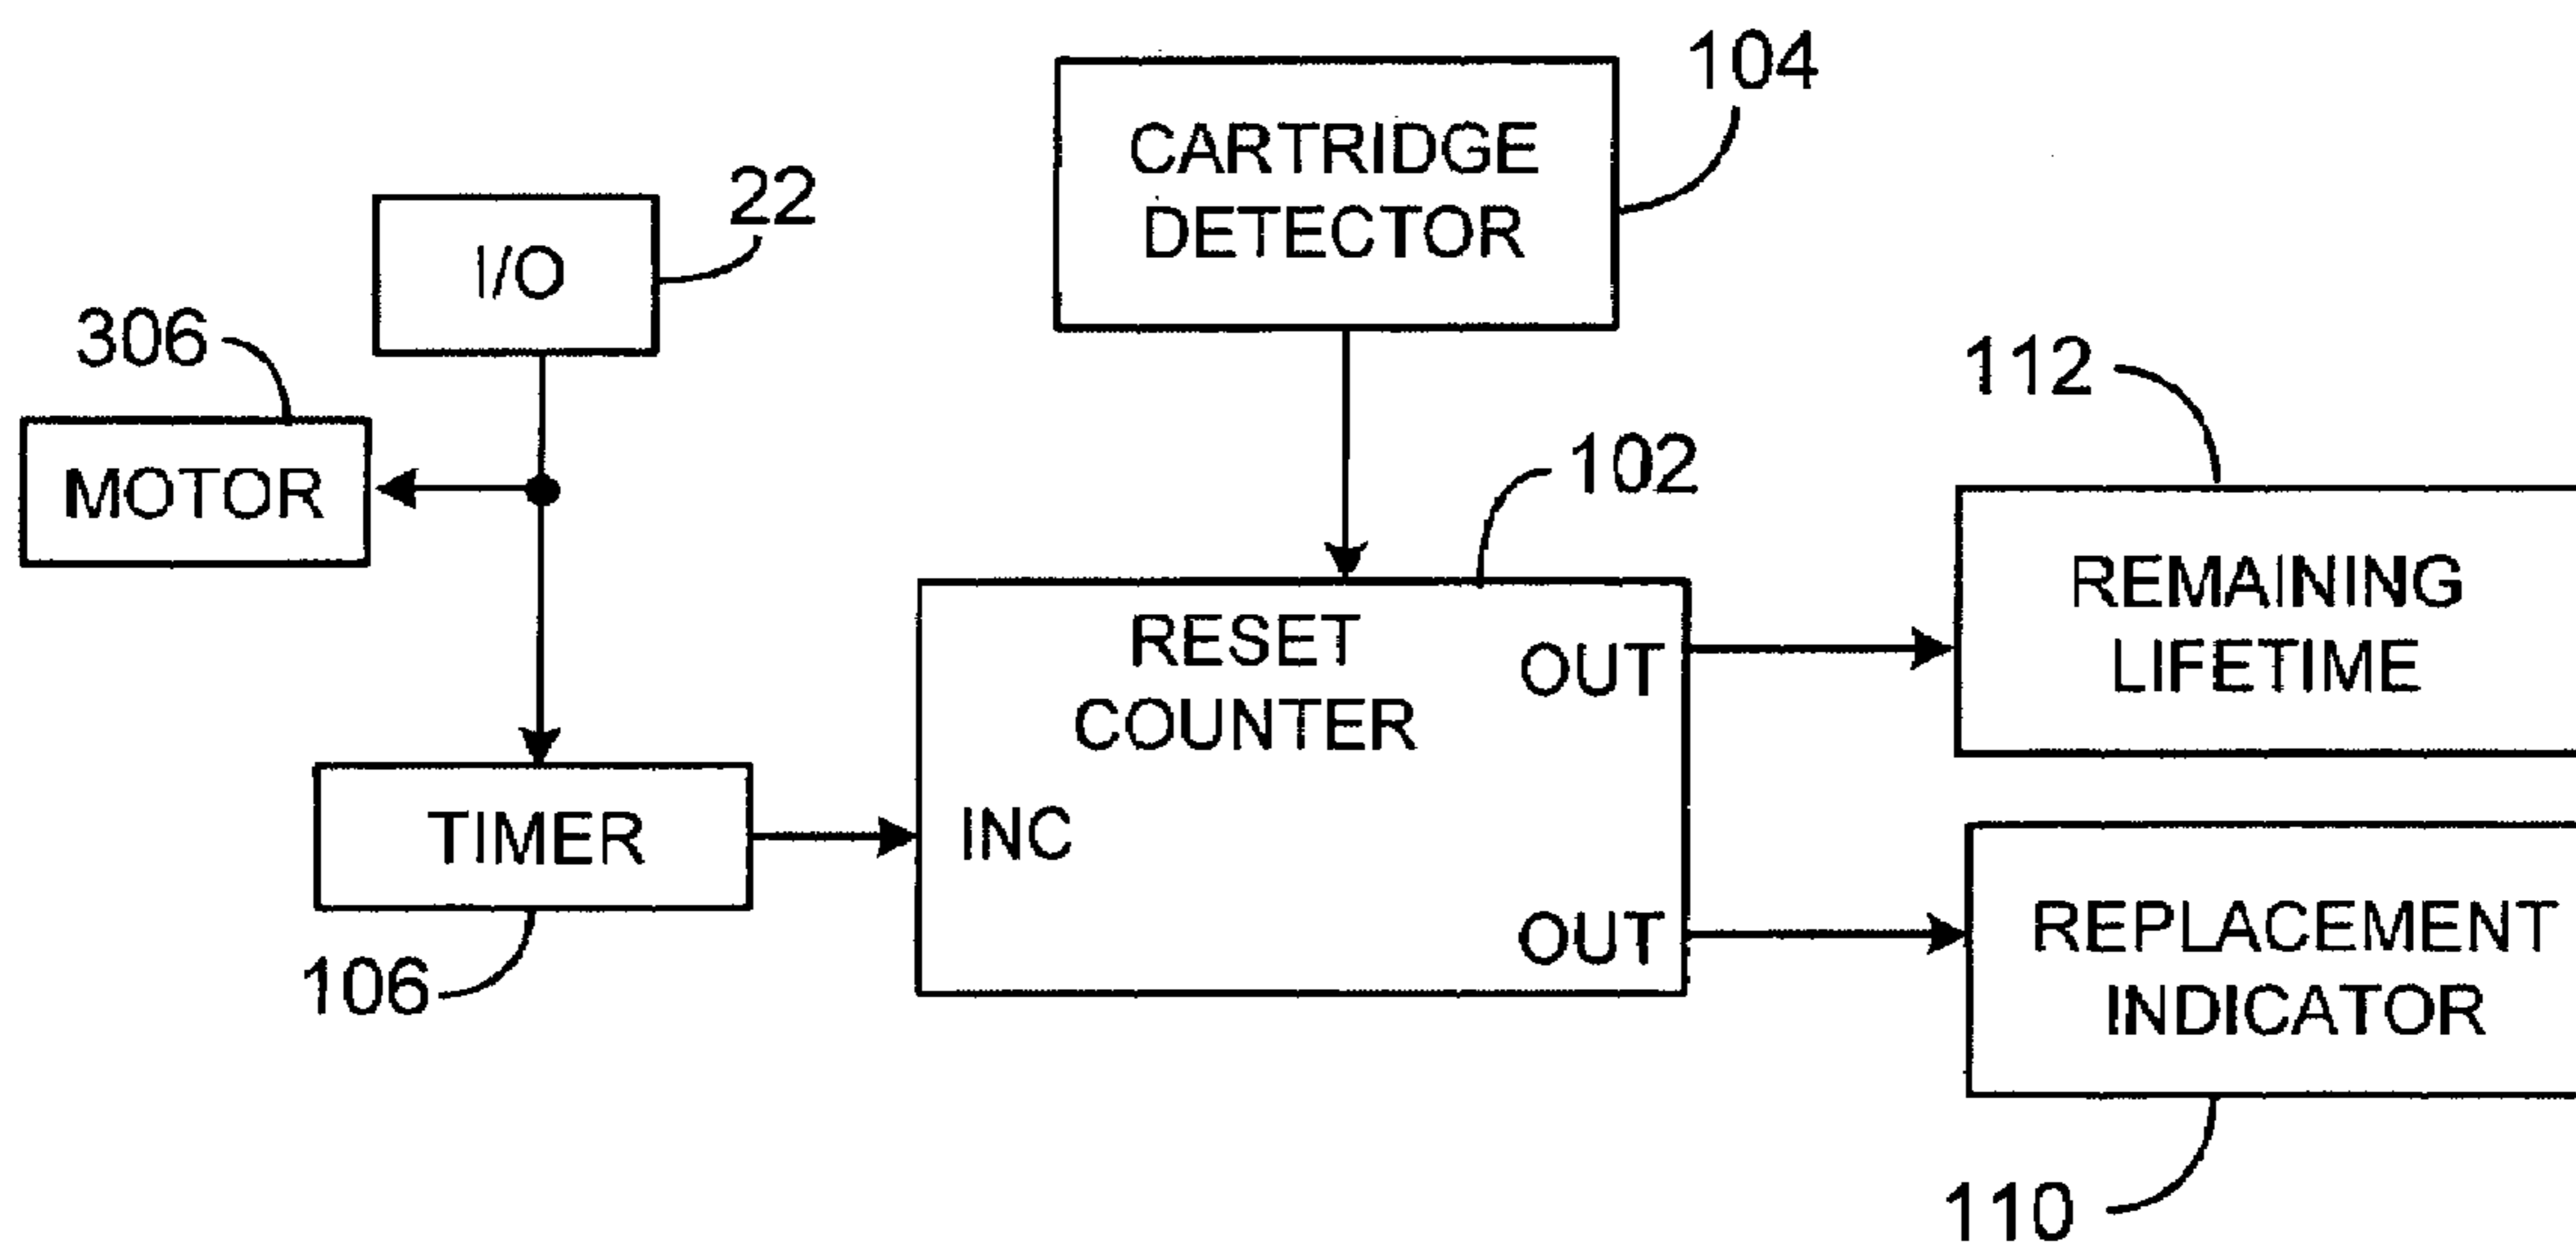 104
CARTRIDGE
DETECTOR
22
I/O
306
MOTOR
112
102
REMAINING
LIFETIME
RESET
COUNTER
OUT
TIMER
INC
OUT
106
REPLACEMENT
INDICATOR
110